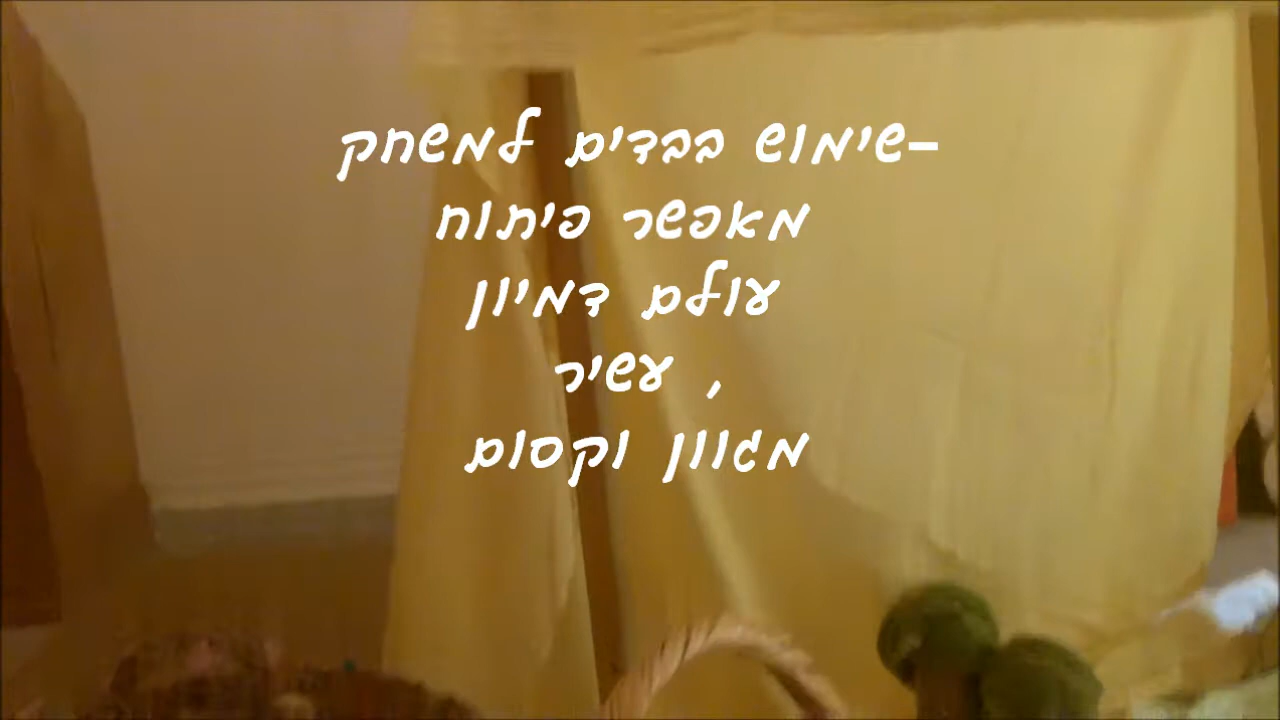 –שימוש בבדים למשחק
מאפשר פיתוח
עולם דמיון
, עשיר
מגוון וקסום